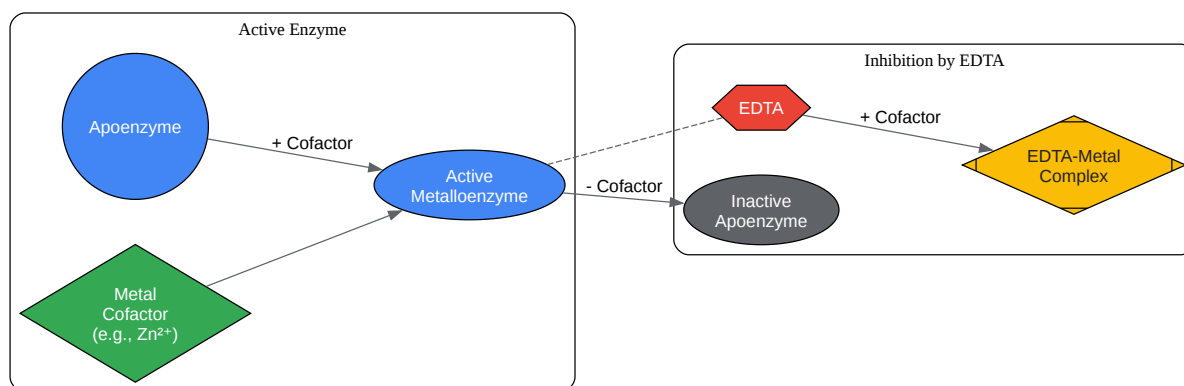 Active Enzyme
Apoenzyme
+ Cofactor
Active
Metalloenzyme
Metal
Cofactor
(e.g., Zn²⁺)
- Cofactor
Inhibition by EDTA
EDTA
+ Cofactor
EDTA-Metal
Complex
Inactive
Apoenzyme